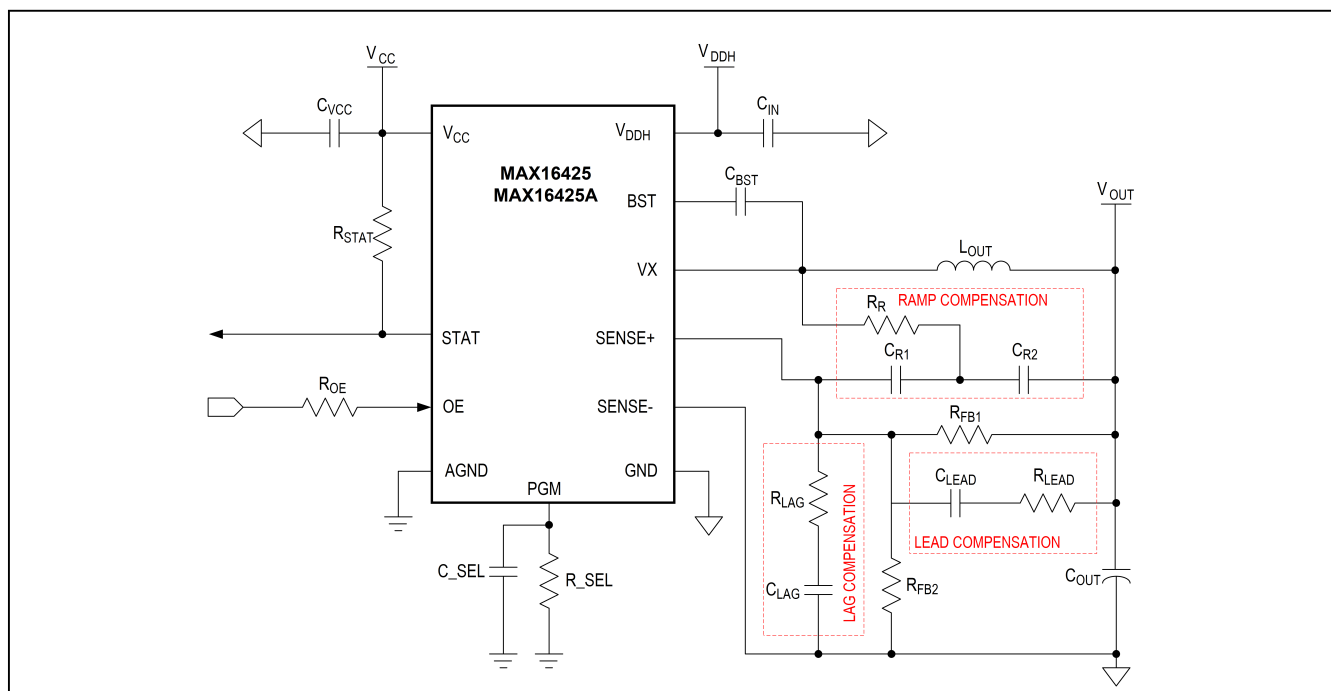 VCC
VDDH
CVCC
CIN
VCC
VDDH
MAX16425
MAX16425A
CBST
BST
VOUT
RSTAT
LOUT
VX
RAMP COMPENSATION
RR
STAT
SENSE+
CR1
CR2
ROE
OE
SENSE-
RFB1
AGND
GND
CLEAD
RLEAD
PGM
RLAG
LEAD COMPENSATION
C_SEL
R_SEL
CLAG
LAG COMPENSATION
RFB2
COUT